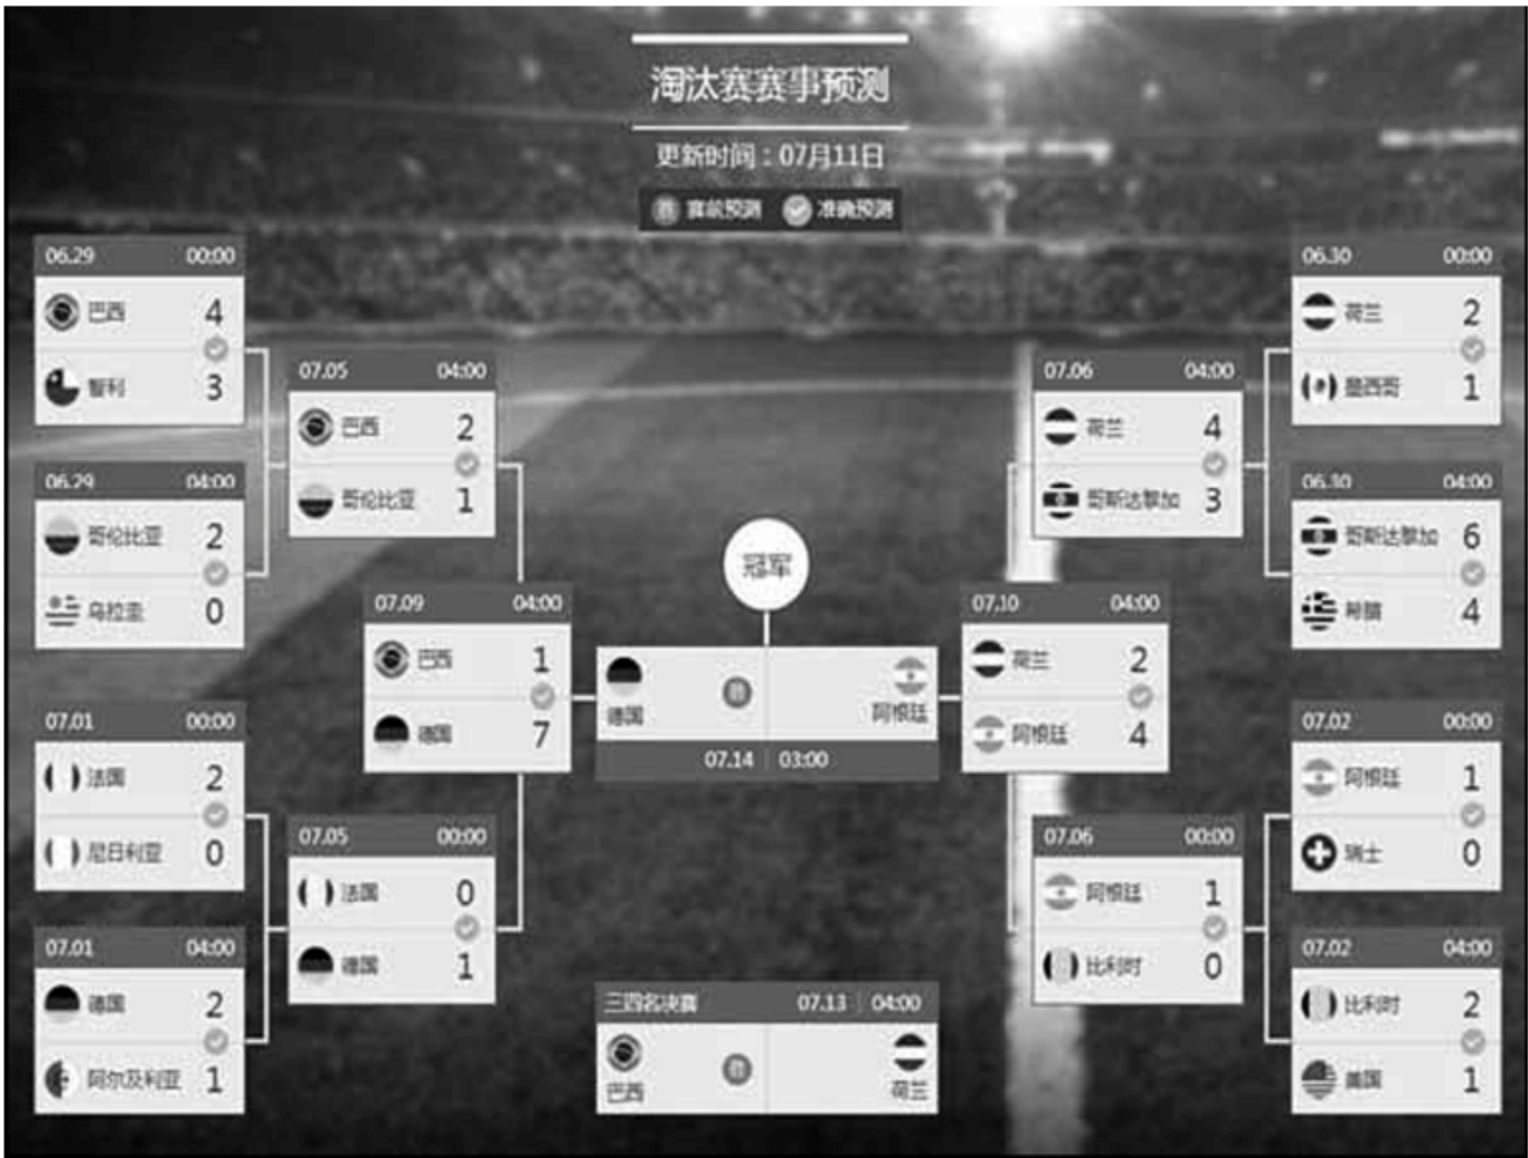 淘汰赛赛事预测
更新时间：07月11日
赛前预测 准确预测
06.29 00:00
巴西 4
智利 3
06.29 04:00
哥伦比亚 2
乌拉圭 0
07.01 00:00
法国 2
尼日利亚 0
07.01 04:00
德国 2
阿尔及利亚 1
07.05 04:00
巴西 2
哥伦比亚 1
07.05 00:00
法国 0
德国 1
07.09 04:00
巴西 1
德国 7
冠军
德国 阿根廷
07.14 03:00
三四名决赛 07.13 04:00
巴西 荷兰
07.10 04:00
荷兰 2
阿根廷 4
07.06 04:00
荷兰 4
哥斯达黎加 3
07.06 00:00
阿根廷 1
比利时 0
06.30 00:00
荷兰 2
墨西哥 1
06.30 04:00
哥斯达黎加 6
希腊 4
07.02 00:00
阿根廷 1
瑞士 0
07.02 04:00
比利时 2
美国 1